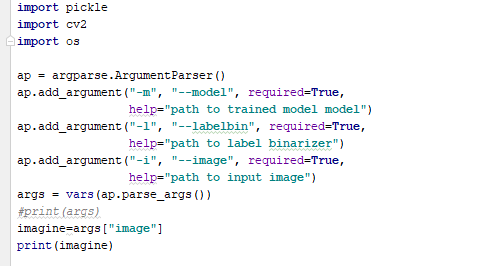 import pickle
import cv2
import os
ap = argparse.ArgumentParser()
ap.add_argument("-m", "--model", required=True,
help="path to trained model model")
ap.add_argument("-l", "--labelbin", required=True,
help="path to label binarizer")
ap.add_argument("-i", "--image", required=True,
help="path to input image")
args = vars(ap.parse_args())
#print(args)
imagine=args["image"]
print(imagine)